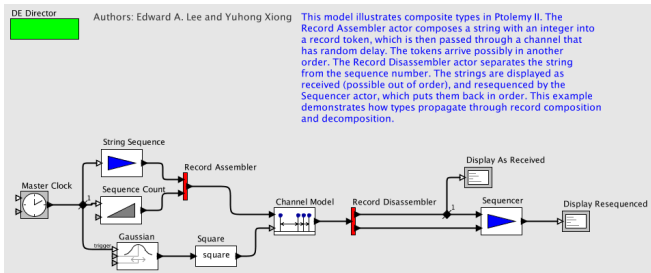 DE Director
Authors: Edward A. Lee and Yuhong Xiong
This model illustrates composite types in Ptolemy II. The
Record Assembler actor composes a string with an integer into
a record token, which is then passed through a channel that
has random delay. The tokens arrive possibly in another
order. The Record Disassembler actor separates the string
from the sequence number. The strings are displayed as
received (possible out of order), and resequenced by the
Sequencer actor, which puts them back in order. This example
demonstrates how types propagate through record composition
and decomposition.
String Sequence
Display As Received
Record Assembler
Master Clock
1
Sequence Count
Channel Model
Record Disassembler
1
Sequencer
Display Resequenced
Gaussian
Square
trigger
square